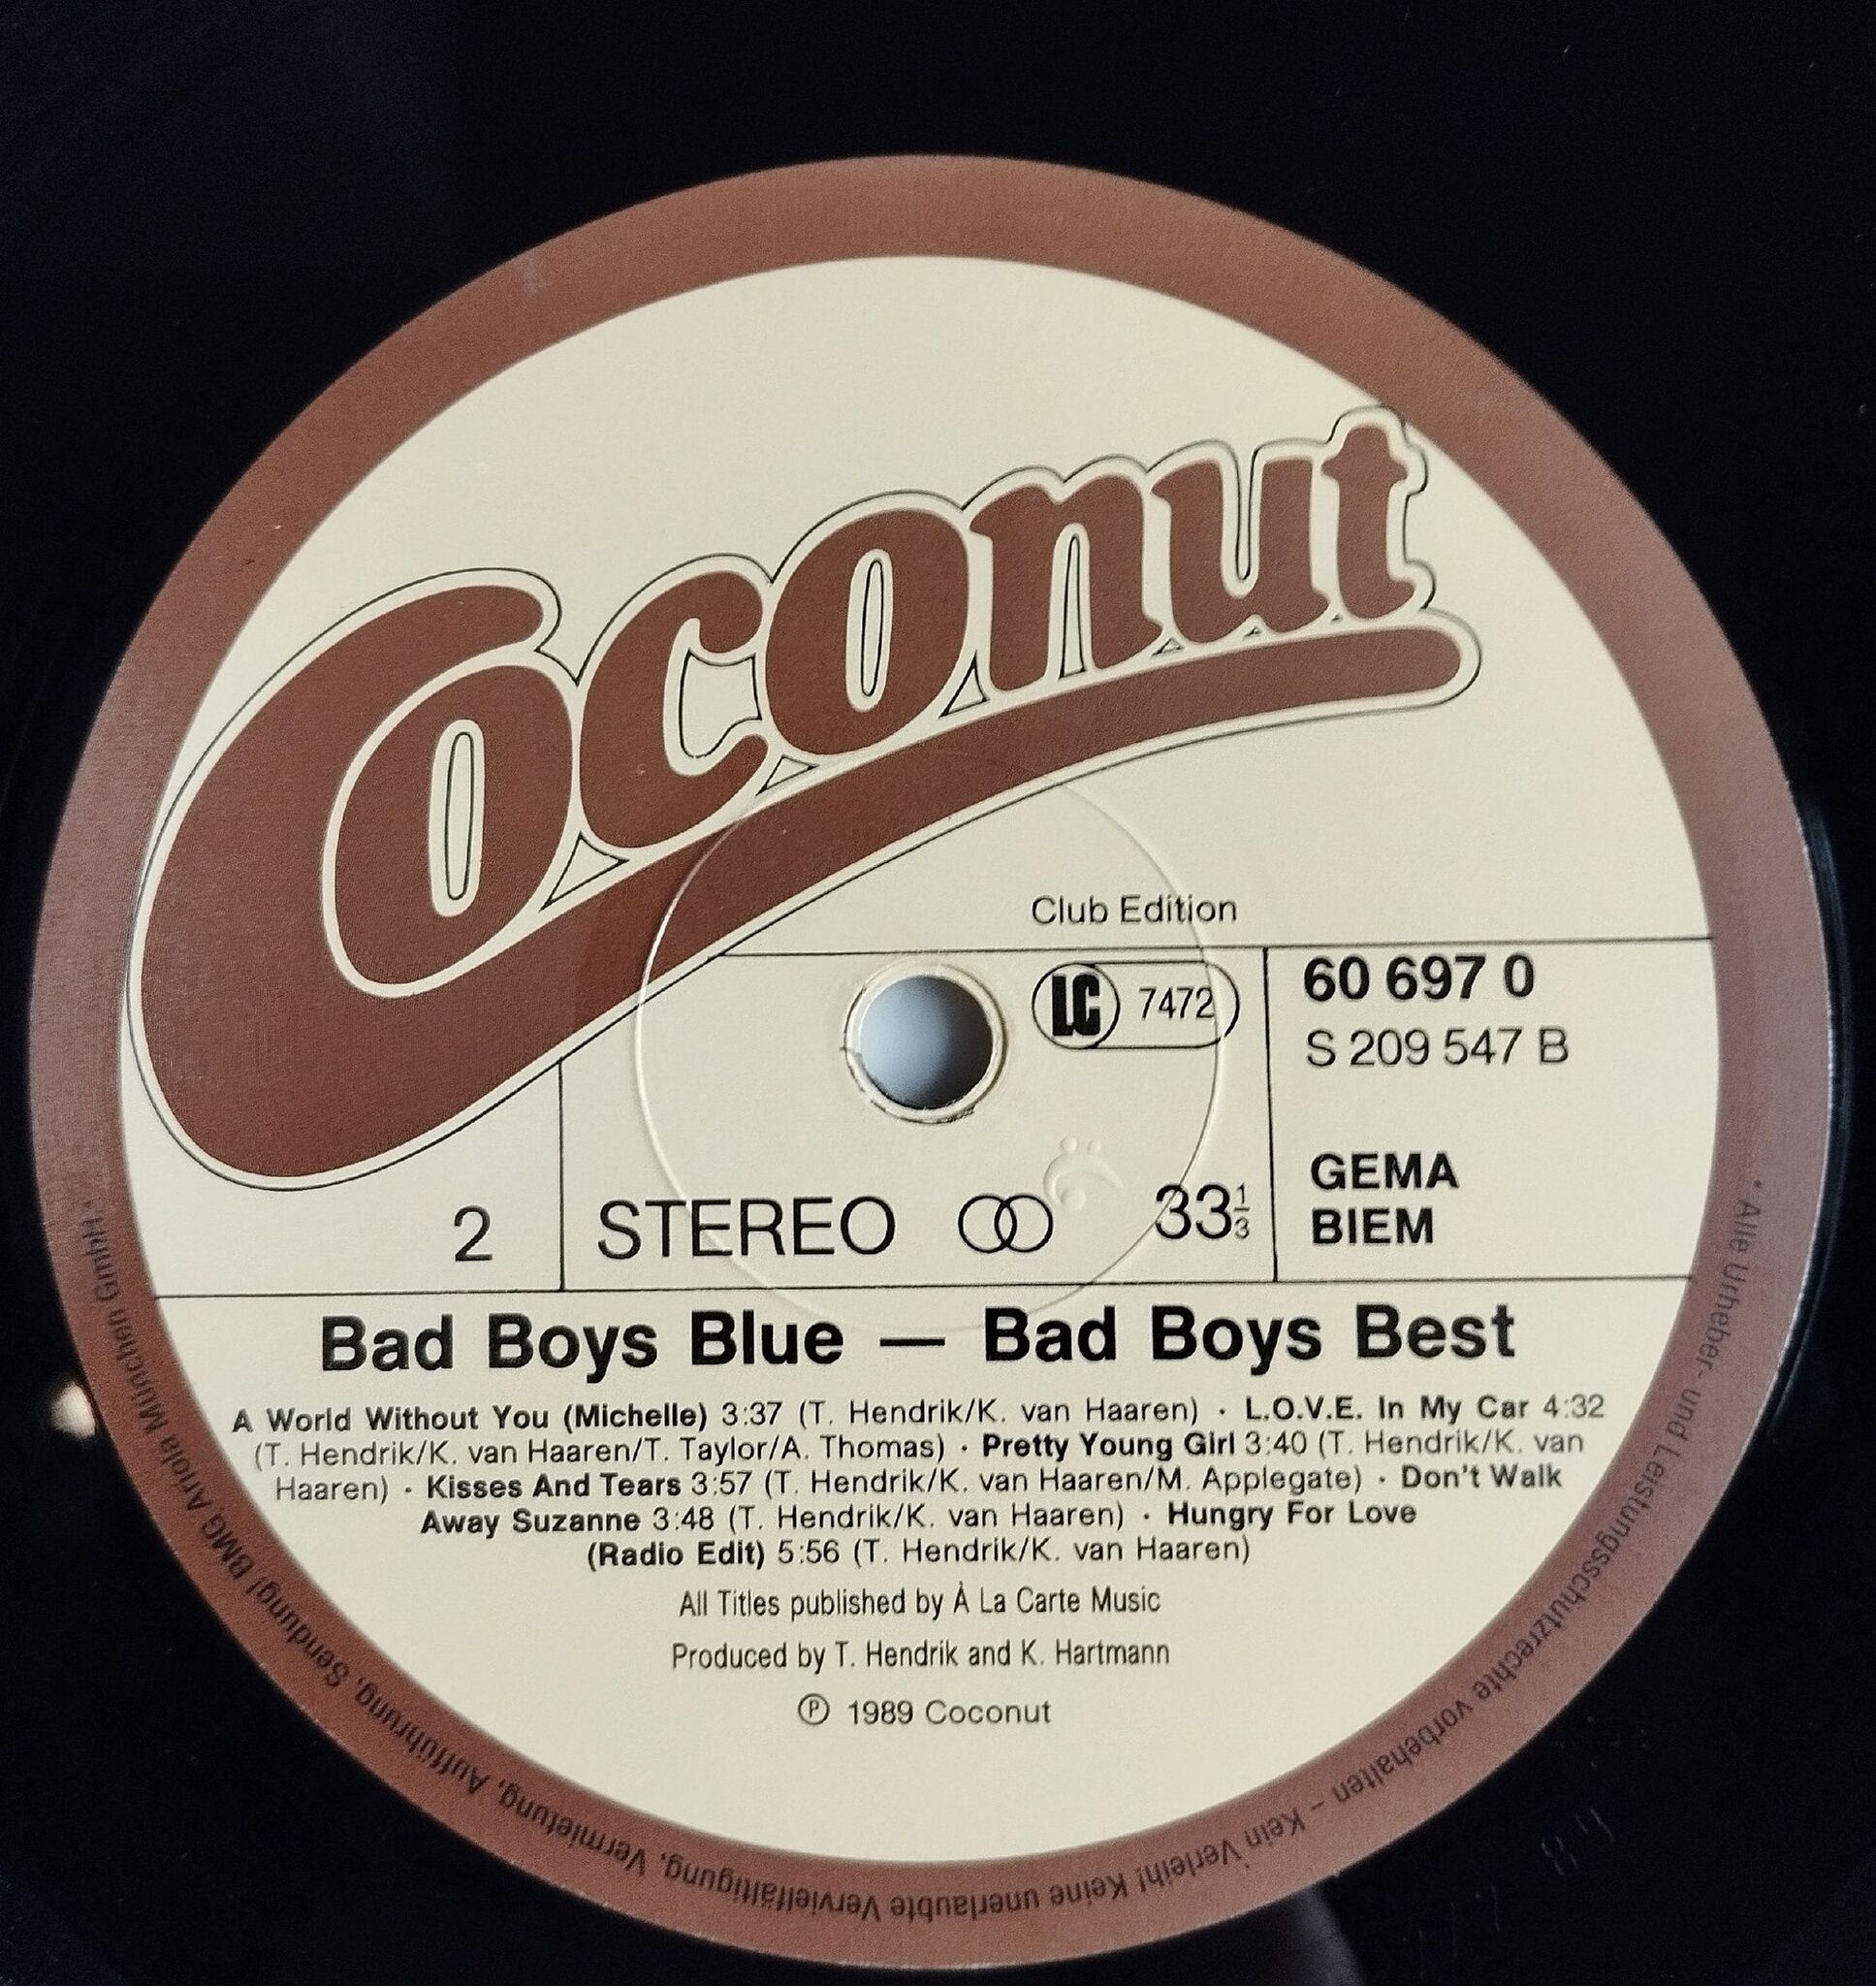 Coconut
Club Edition
LC 7472
60 697 0
S 209 547 B
GEMA
BIEM
2
STEREO
33 1/3
Bad Boys Blue — Bad Boys Best
A World Without You (Michelle) 3:37 (T. Hendrik/K. van Haaren) · L.O.V.E. In My Car 4:32
(T. Hendrik/K. van Haaren/T. Taylor/A. Thomas) · Pretty Young Girl 3:40 (T. Hendrik/K. van
Haaren) · Kisses And Tears 3:57 (T. Hendrik/K. van Haaren/M. Applegate) · Don't Walk
Away Suzanne 3:48 (T. Hendrik/K. van Haaren) · Hungry For Love
(Radio Edit) 5:56 (T. Hendrik/K. van Haaren)
All Titles published by À La Carte Music
Produced by T. Hendrik and K. Hartmann
Ⓟ 1989 Coconut
· Alle Urheber- und Leistungsschutzrechte vorbehalten – Kein Verleih! Keine unerlaubte Vervielfältigung, Vermietung, Aufführung, Sendung! BMG Ariola München GmbH ·